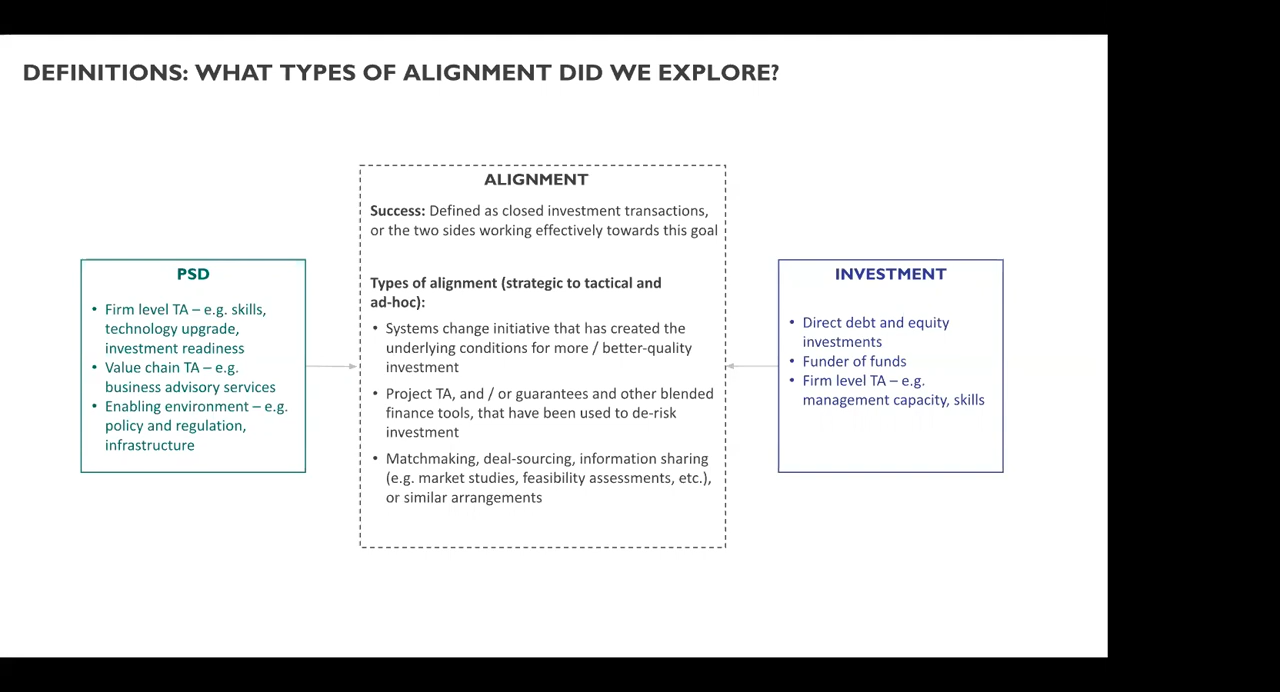 DEFINITIONS: WHAT TYPES OF ALIGNMENT DID WE EXPLORE?
PSD
• Firm level TA – e.g. skills,
technology upgrade,
investment readiness
• Value chain TA – e.g.
business advisory services
• Enabling environment – e.g.
policy and regulation,
infrastructure
ALIGNMENT
Success: Defined as closed investment transactions,
or the two sides working effectively towards this goal
Types of alignment (strategic to tactical and
ad-hoc):
• Systems change initiative that has created the
underlying conditions for more / better-quality
investment
• Project TA, and / or guarantees and other blended
finance tools, that have been used to de-risk
investment
• Matchmaking, deal-sourcing, information sharing
(e.g. market studies, feasibility assessments, etc.),
or similar arrangements
INVESTMENT
• Direct debt and equity
investments
• Funder of funds
• Firm level TA – e.g.
management capacity, skills